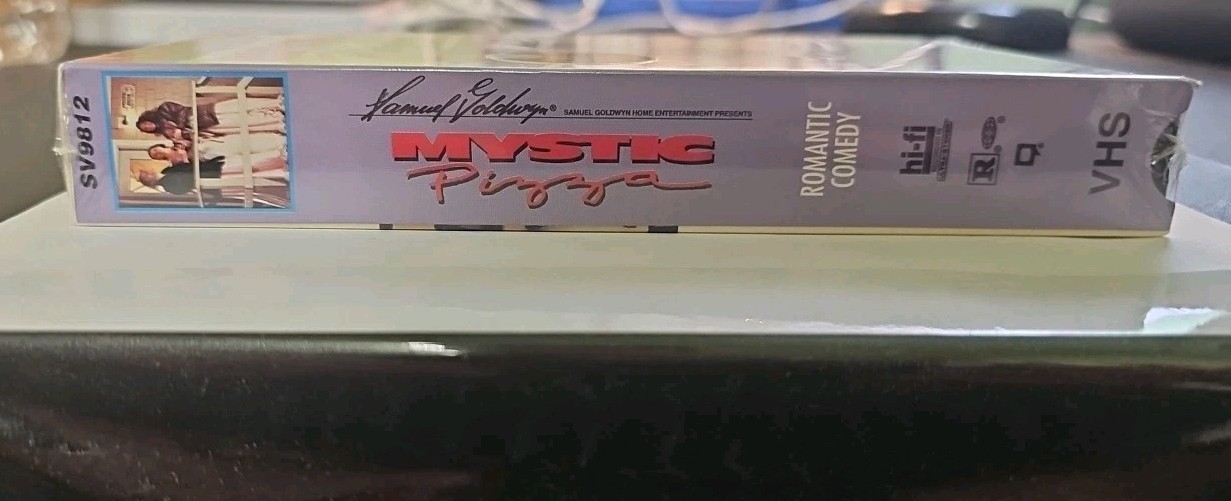 SV9812
Samuel Goldwyn®
SAMUEL GOLDWYN HOME ENTERTAINMENT PRESENTS
MYSTIC
Pizza
ROMANTIC
COMEDY
hi-fi
R®
VHS